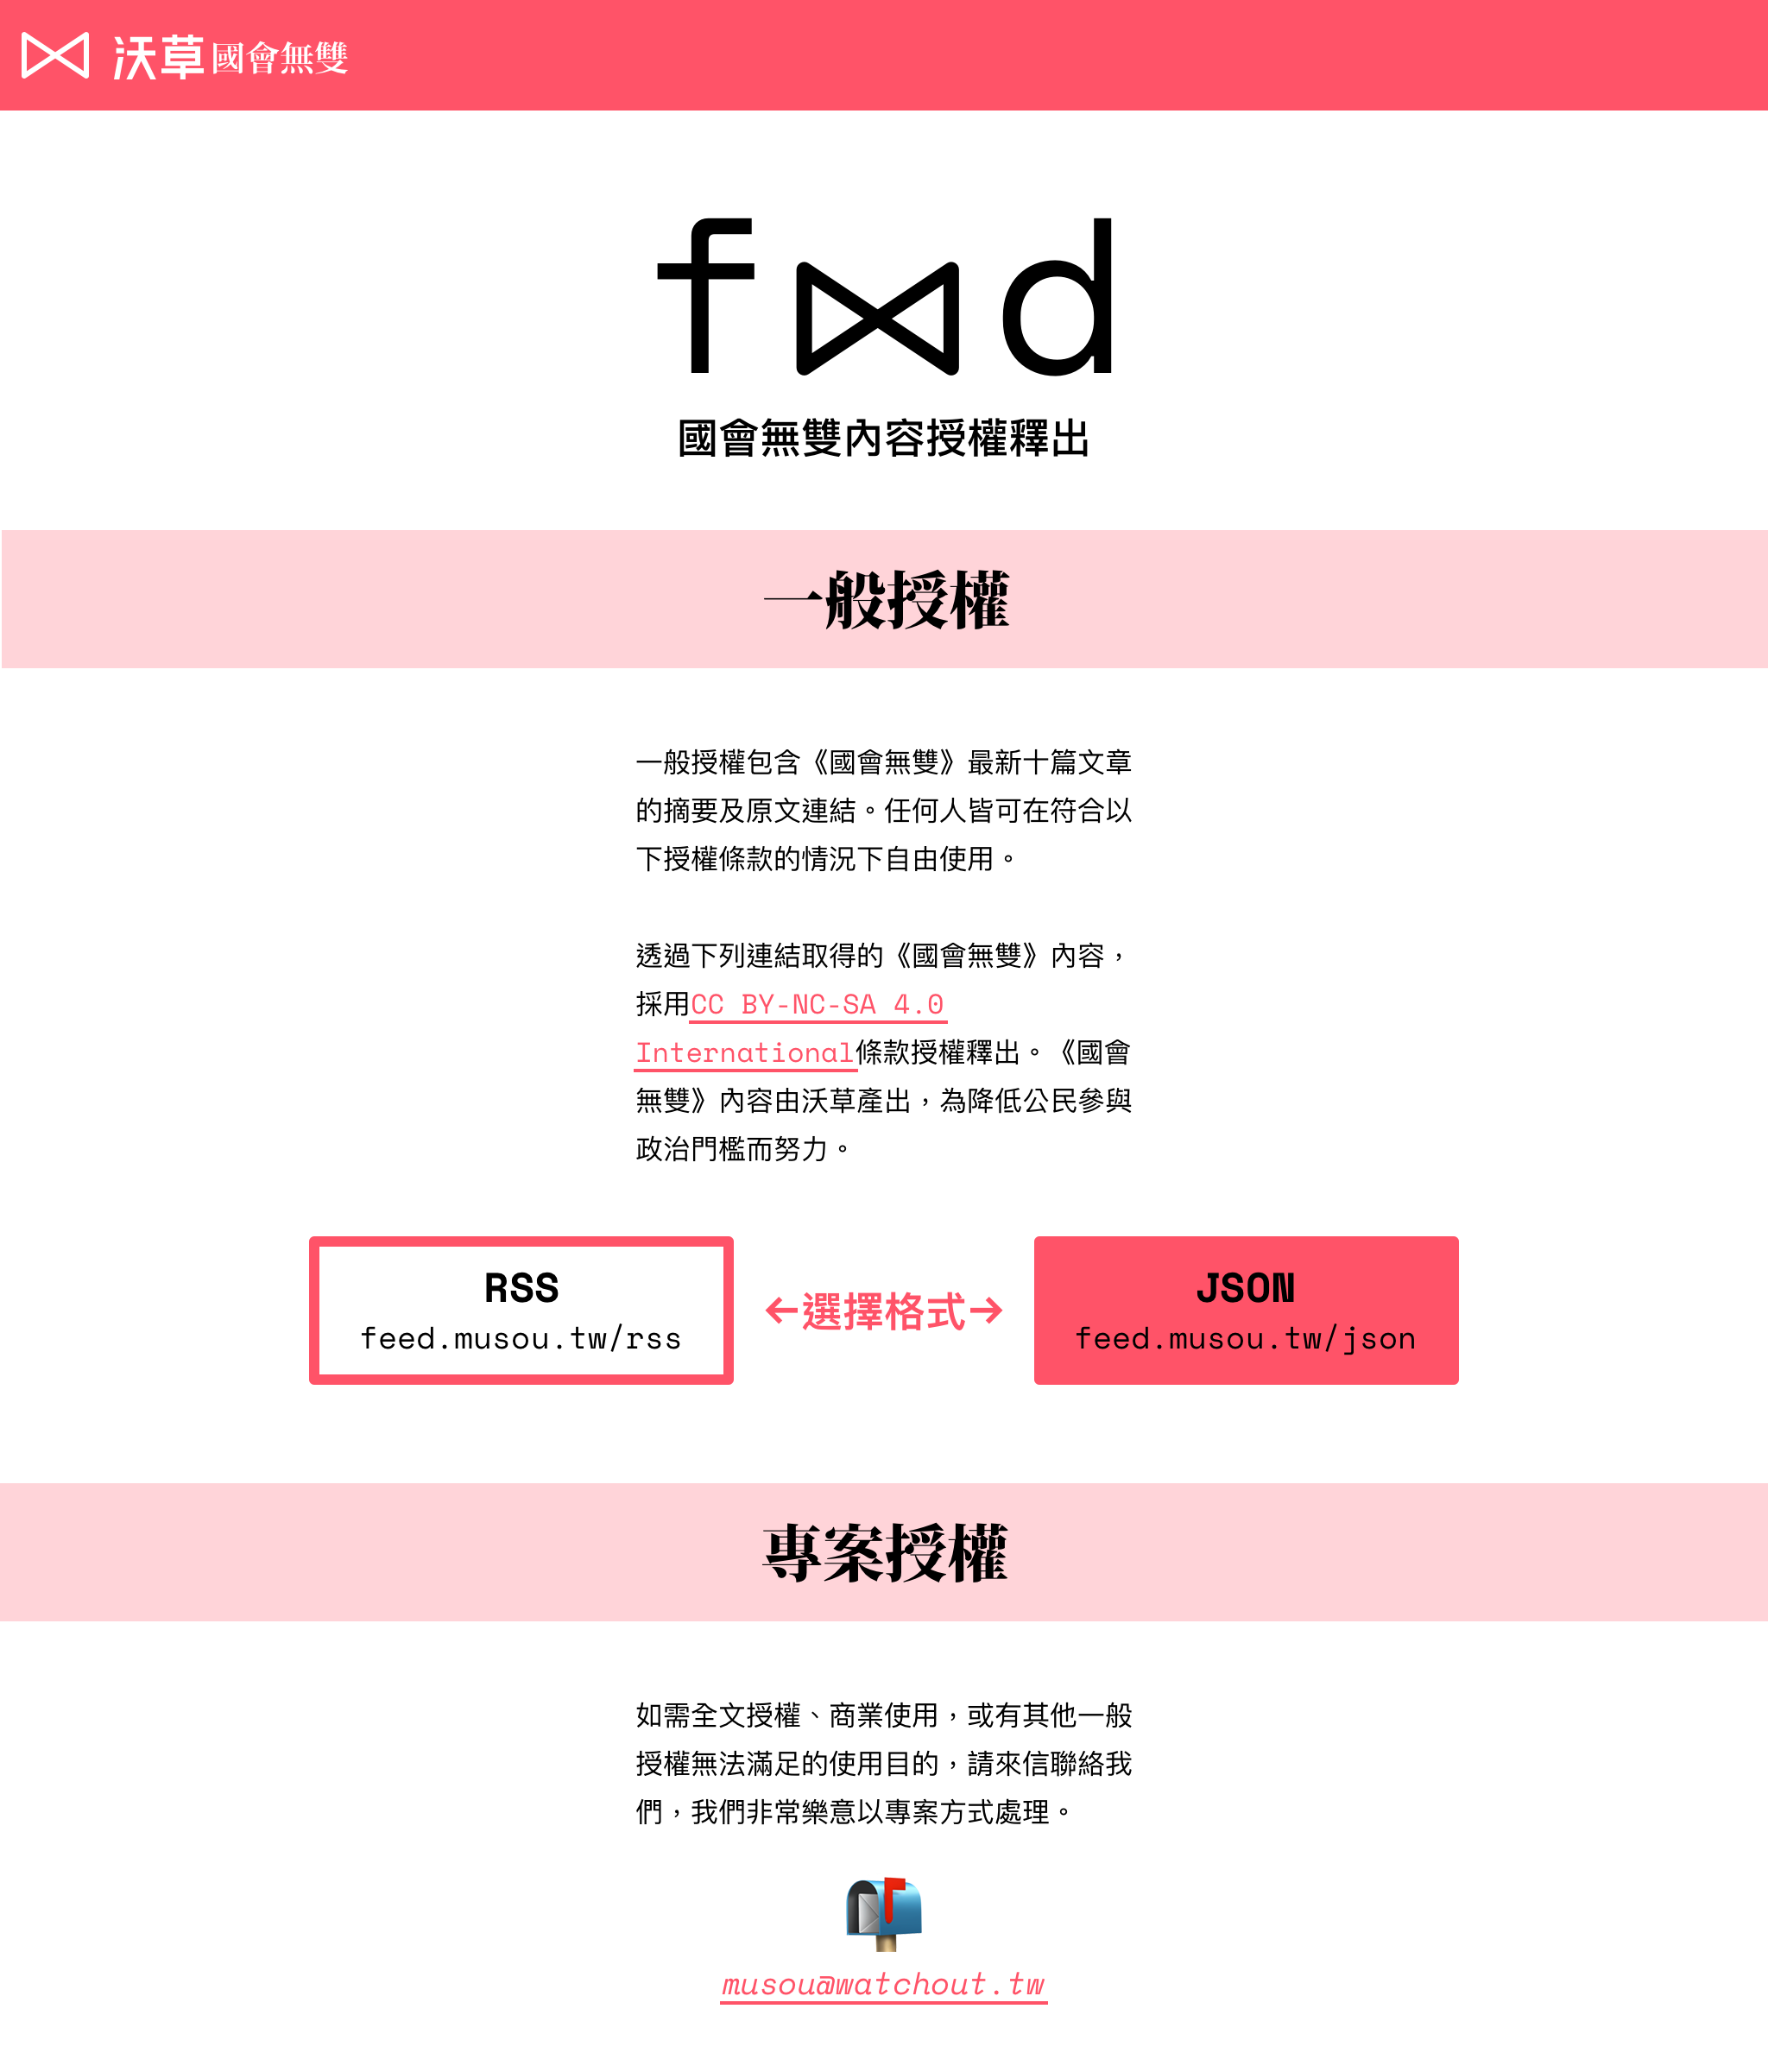 沃草國會無雙
f⋈d
國會無雙內容授權釋出
一般授權
一般授權包含《國會無雙》最新十篇文章
的摘要及原文連結。任何人皆可在符合以
下授權條款的情況下自由使用。
透過下列連結取得的《國會無雙》內容，
採用CC BY-NC-SA 4.0
International條款授權釋出。《國會
無雙》內容由沃草產出，為降低公民參與
政治門檻而努力。
RSS
feed.musou.tw/rss
←選擇格式→
JSON
feed.musou.tw/json
專案授權
如需全文授權、商業使用，或有其他一般
授權無法滿足的使用目的，請來信聯絡我
們，我們非常樂意以專案方式處理。
musou@watchout.tw